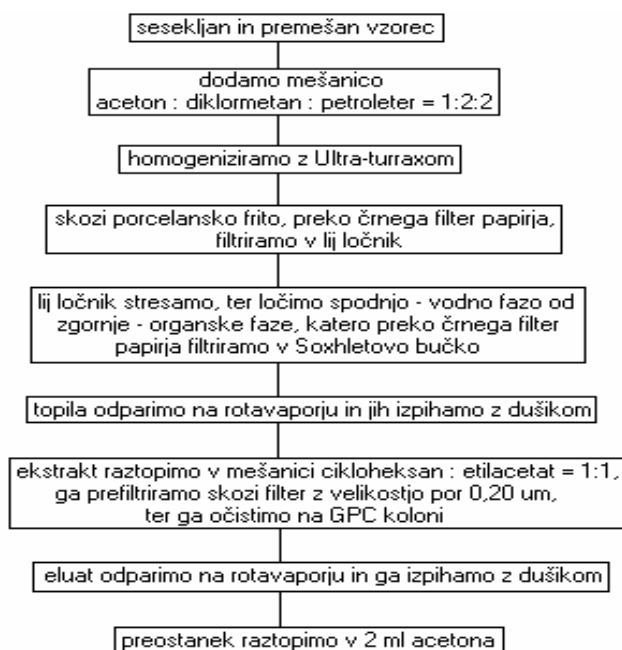 sesekljan in premešan vzorec
dodamo mešanico
aceton : diklormetan : petroleter = 1:2:2
homogeniziramo z Ultra-turraxom
skozi porcelansko frito, preko črnega filter papirja,
filtriramo v lij ločnik
lij ločnik stresamo, ter ločimo spodnjo - vodno fazo od
zgornje - organske faze, katero preko črnega filter
papirja filtriramo v Soxhletovo bučko
topila odparimo na rotavaporju in jih izpihamo z dušikom
ekstrakt raztopimo v mešanici cikloheksan : etilacetat = 1:1,
ga prefiltriramo skozi filter z velikostjo por 0,20 um,
ter ga očistimo na GPC koloni
eluat odparimo na rotavaporju in ga izpihamo z dušikom
preostanek raztopimo v 2 ml acetona